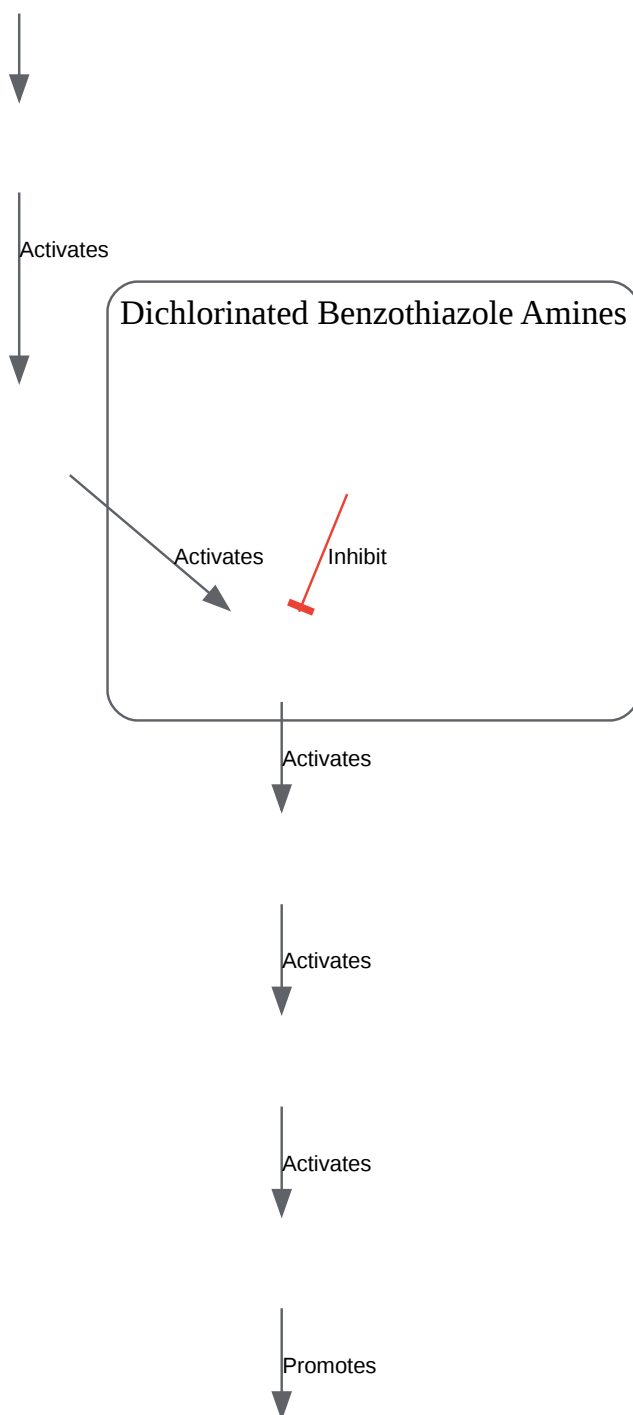 Activates
Dichlorinated Benzothiazole Amines
Activates
Inhibit
Activates
Activates
Activates
Promotes